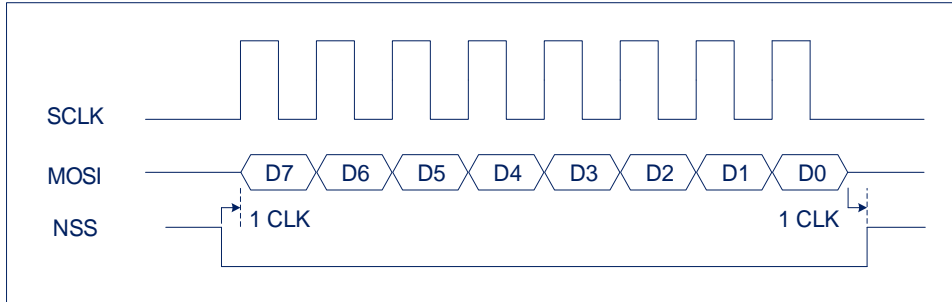 SCLK
MOSI D7 D6 D5 D4 D3 D2 D1 D0
1 CLK 1 CLK
NSS